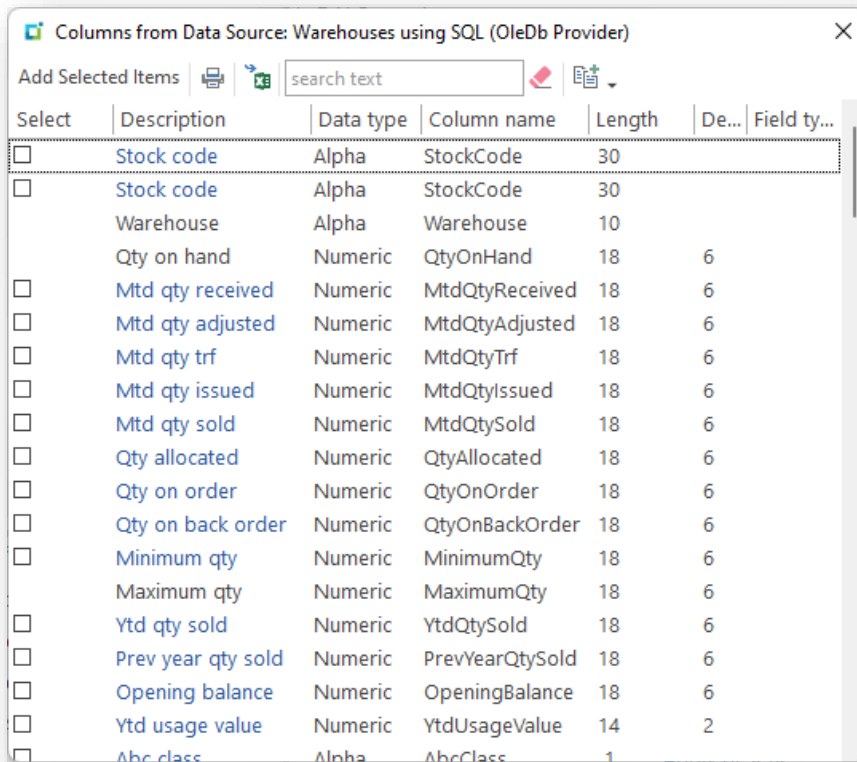 Columns from Data Source: Warehouses using SQL (OleDb Provider)
Add Selected Items search text
Select Description Data type Column name Length De... Field ty...
Stock code Alpha StockCode 30
Stock code Alpha StockCode 30
Warehouse Alpha Warehouse 10
Qty on hand Numeric QtyOnHand 18 6
Mtd qty received Numeric MtdQtyReceived 18 6
Mtd qty adjusted Numeric MtdQtyAdjusted 18 6
Mtd qty trf Numeric MtdQtyTrf 18 6
Mtd qty issued Numeric MtdQtyIssued 18 6
Mtd qty sold Numeric MtdQtySold 18 6
Qty allocated Numeric QtyAllocated 18 6
Qty on order Numeric QtyOnOrder 18 6
Qty on back order Numeric QtyOnBackOrder 18 6
Minimum qty Numeric MinimumQty 18 6
Maximum qty Numeric MaximumQty 18 6
Ytd qty sold Numeric YtdQtySold 18 6
Prev year qty sold Numeric PrevYearQtySold 18 6
Opening balance Numeric OpeningBalance 18 6
Ytd usage value Numeric YtdUsageValue 14 2
Abc class Alpha AbcClass 1